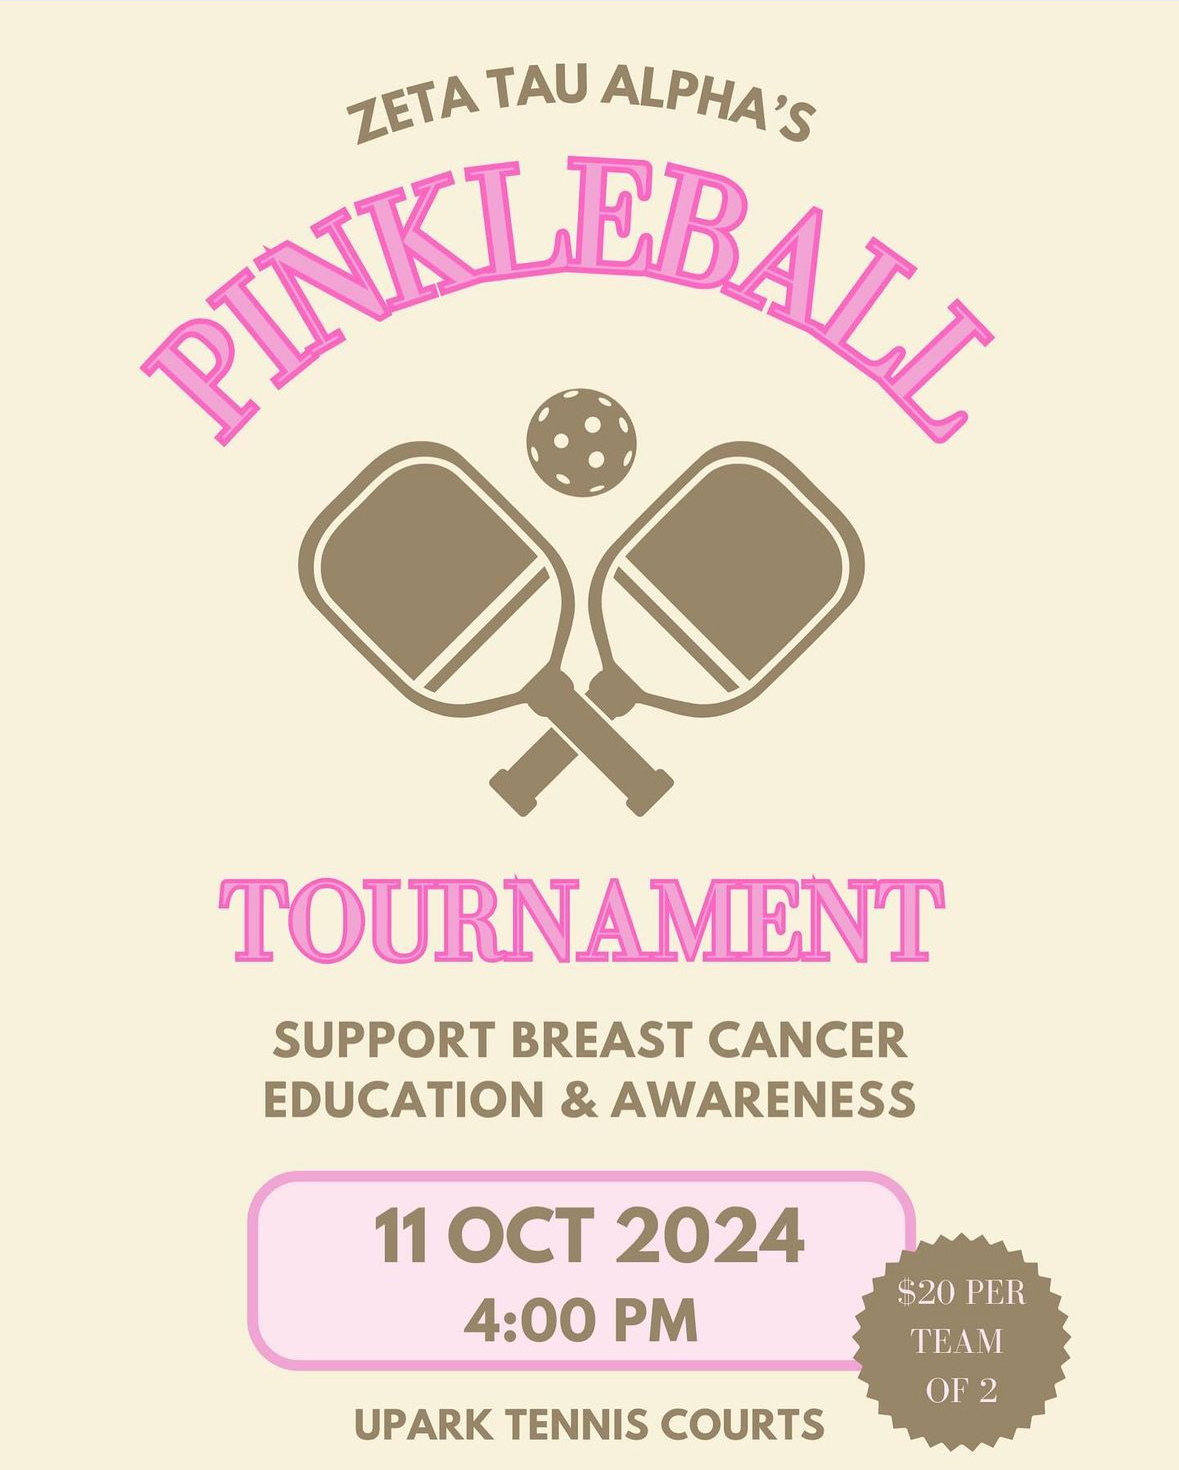 ZETA TAU ALPHA’S
PINKLEBALL
TOURNAMENT
SUPPORT BREAST CANCER
EDUCATION & AWARENESS
11 OCT 2024
4:00 PM
$20 PER
TEAM
OF 2
UPARK TENNIS COURTS